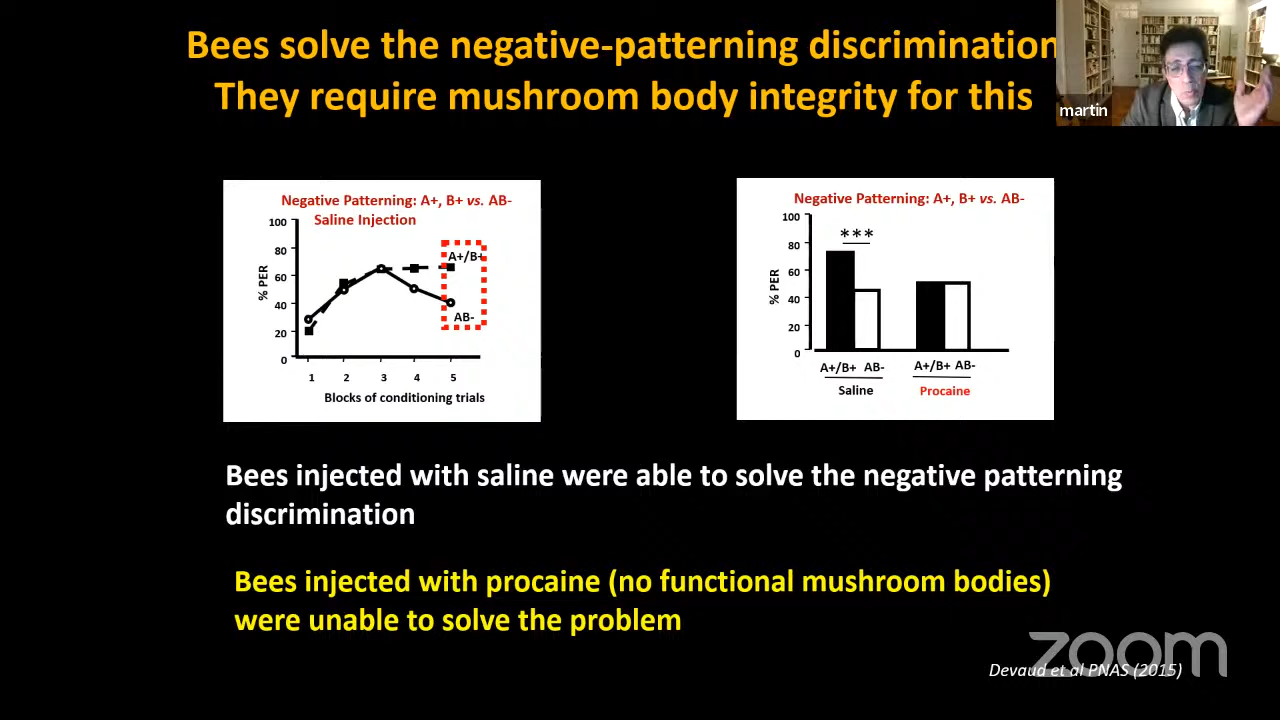 Bees solve the negative-patterning discrimination
They require mushroom body integrity for this
martin
Negative Patterning: A+, B+ vs. AB-
Saline Injection
100
80
60
40
20
0
% PER
A+/B+
AB-
1 2 3 4 5
Blocks of conditioning trials
Negative Patterning: A+, B+ vs. AB-
100
80
60
40
20
0
% PER
***
A+/B+ AB- A+/B+ AB-
Saline Procaine
Bees injected with saline were able to solve the negative patterning
discrimination
Bees injected with procaine (no functional mushroom bodies)
were unable to solve the problem
zoom
Devaud et al PNAS (2015)